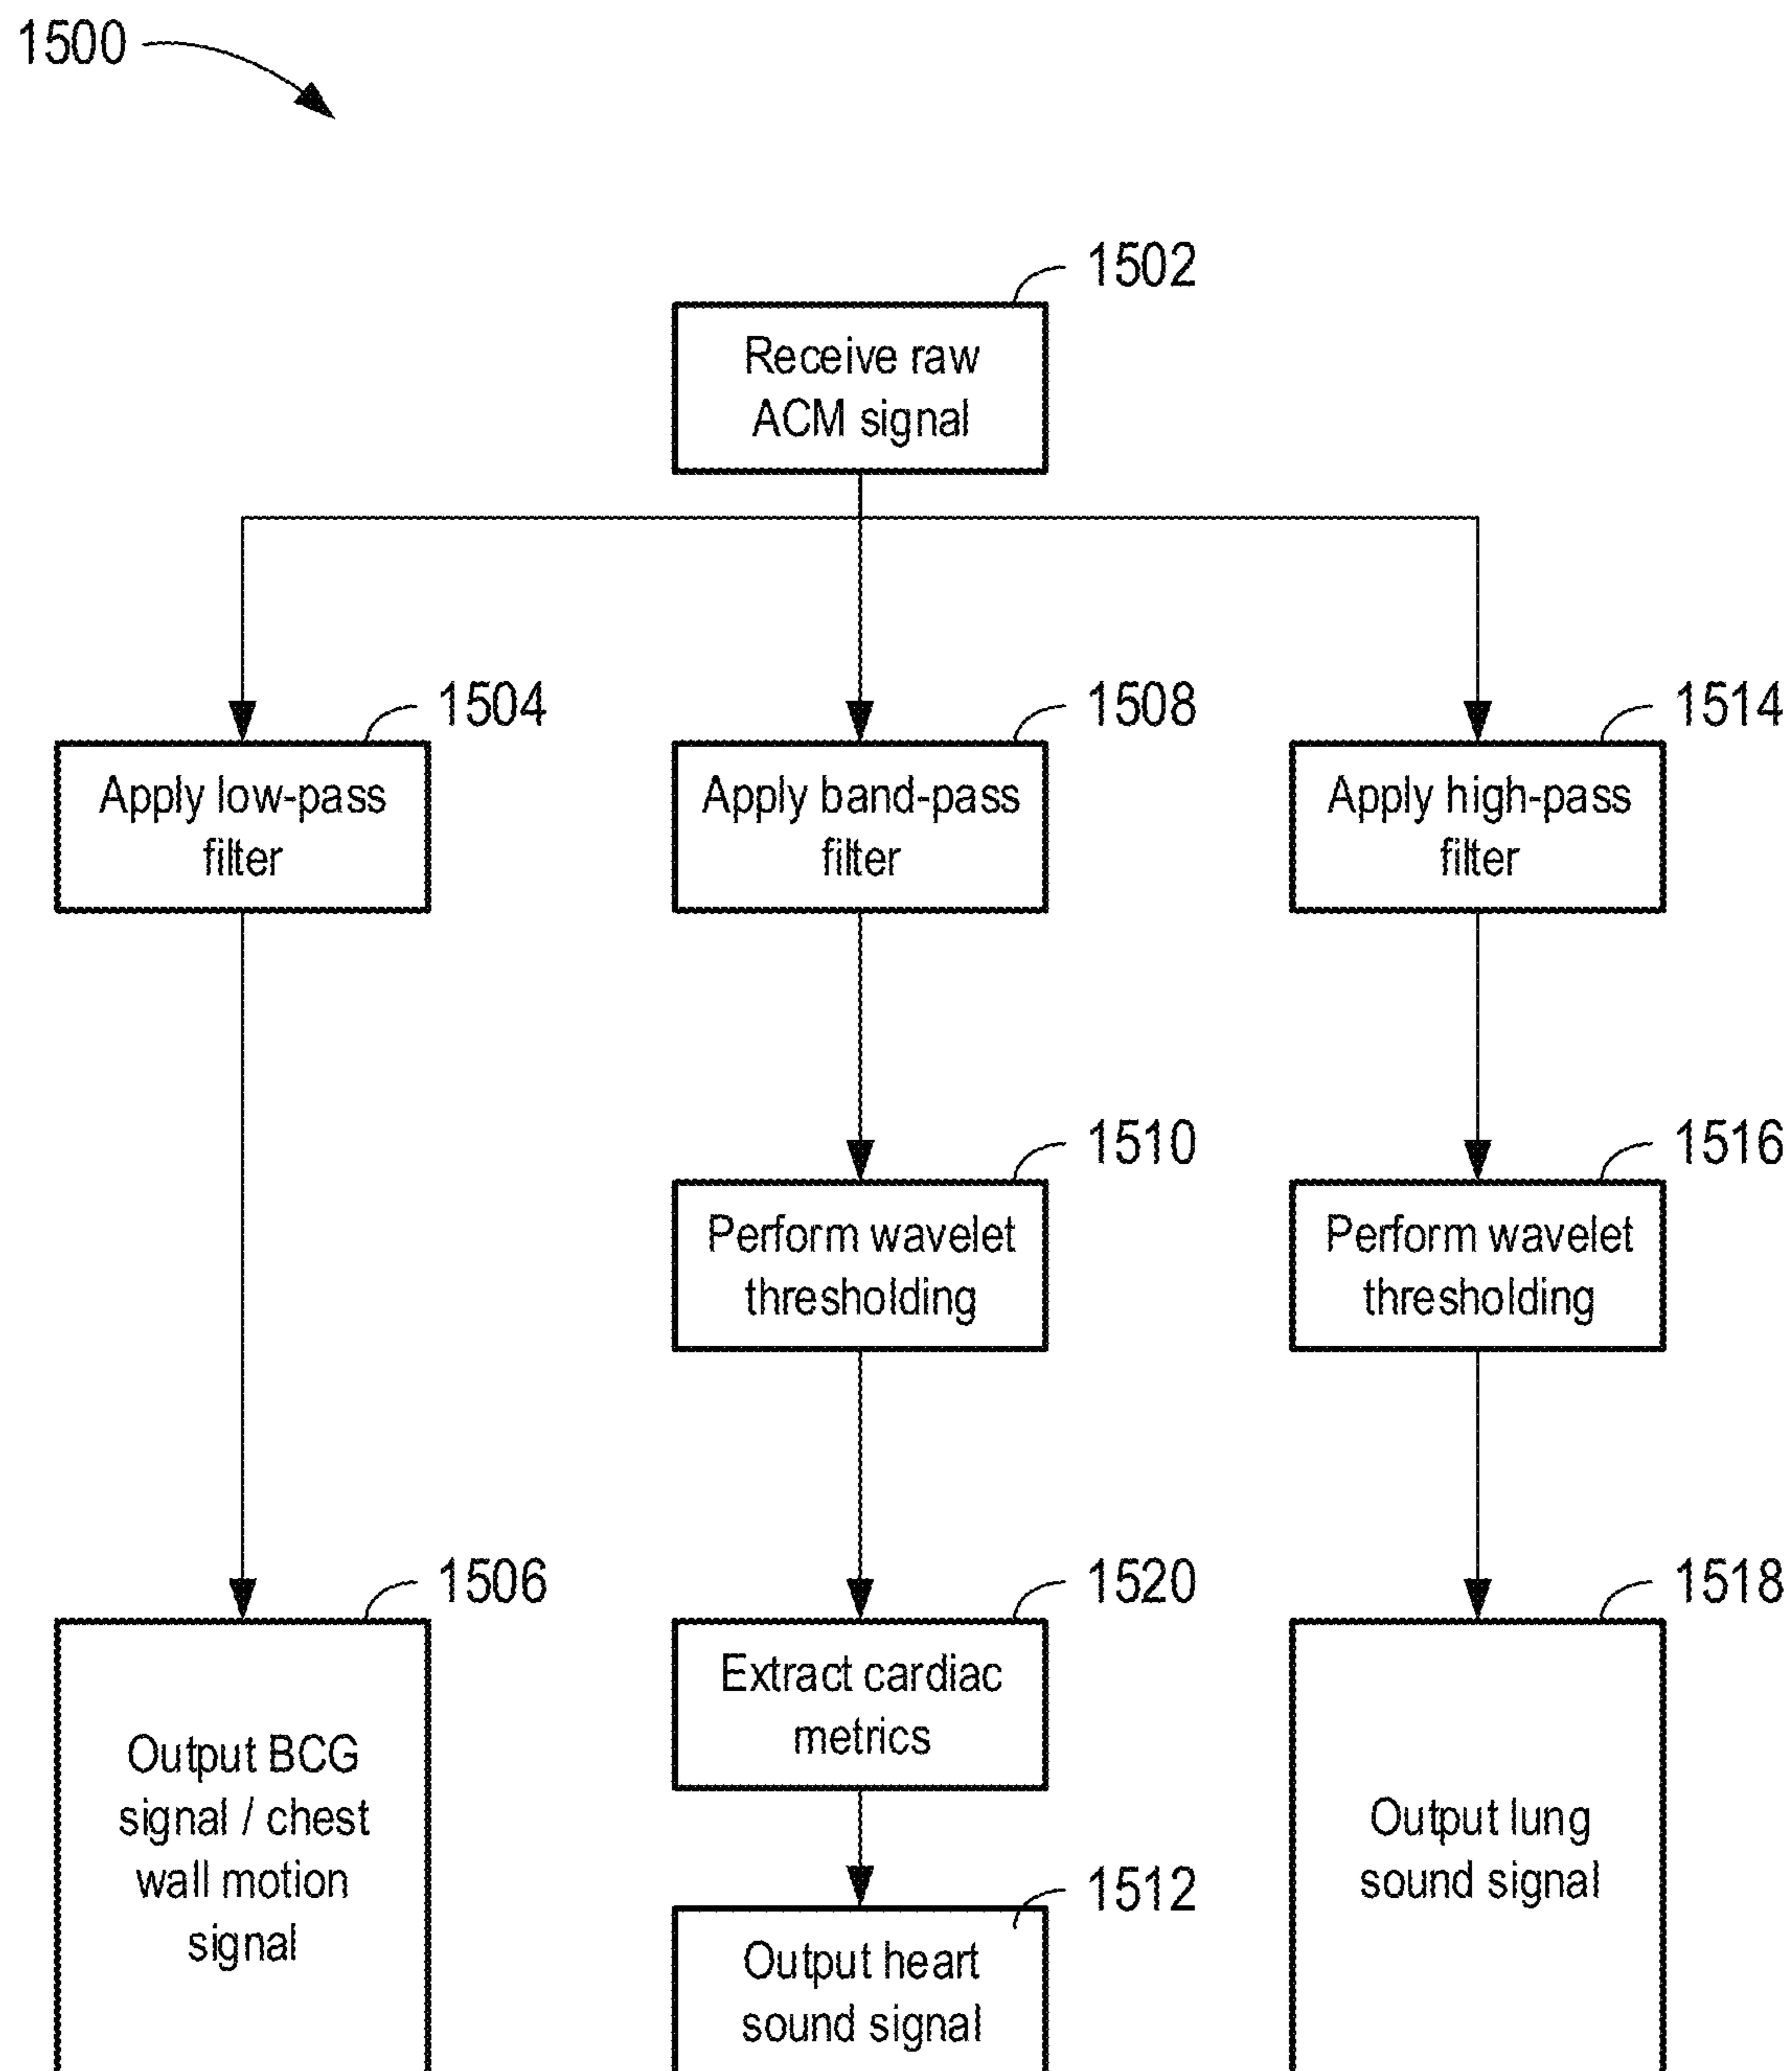 1500
1502
Receive raw
ACM signal
1504
Apply low-pass
filter
1508
Apply band-pass
filter
1514
Apply high-pass
filter
1510
Perform wavelet
thresholding
1516
Perform wavelet
thresholding
1506
Output BCG
signal / chest
wall motion
signal
1520
Extract cardiac
metrics
1512
Output heart
sound signal
1518
Output lung
sound signal